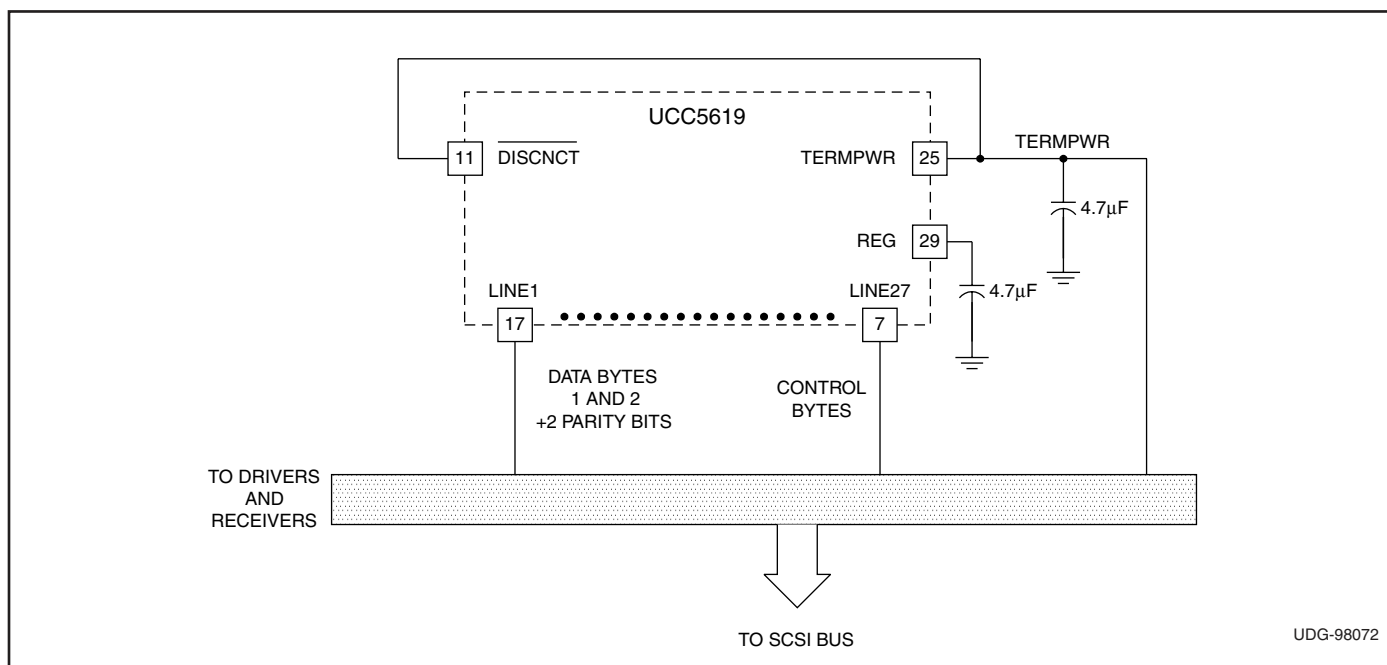 UCC5619
11
DISCNCT
TERMPWR
25
TERMPWR
4.7μF
REG
29
4.7μF
LINE1
LINE27
17
7
DATA BYTES
1 AND 2
+2 PARITY BITS
CONTROL
BYTES
TO DRIVERS
AND
RECEIVERS
TO SCSI BUS
UDG-98072